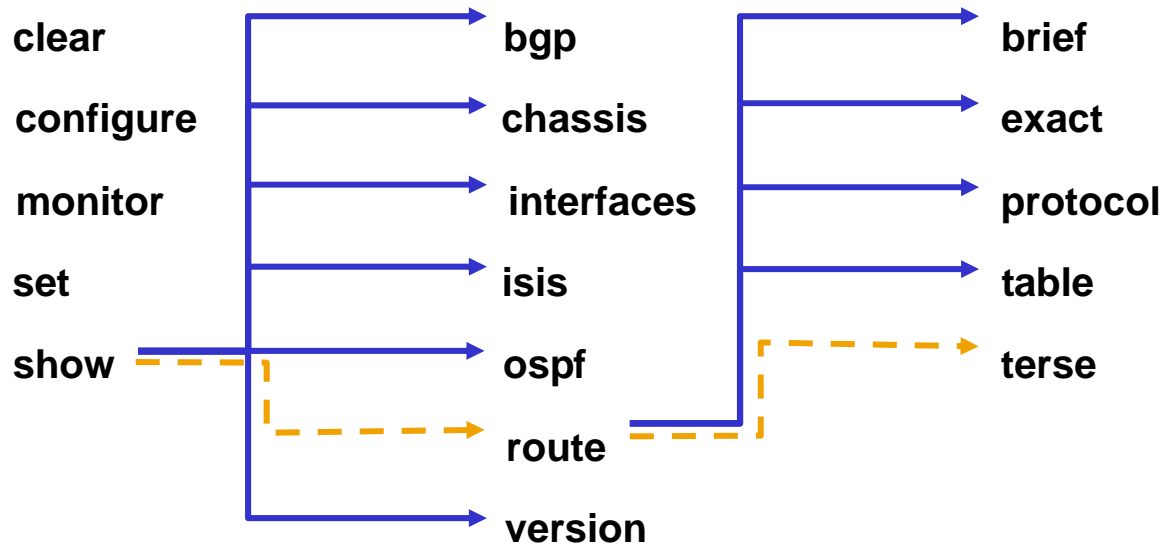 clear
configure
monitor
set
show
bgp
chassis
interfaces
isis
ospf
route
version
brief
exact
protocol
table
terse